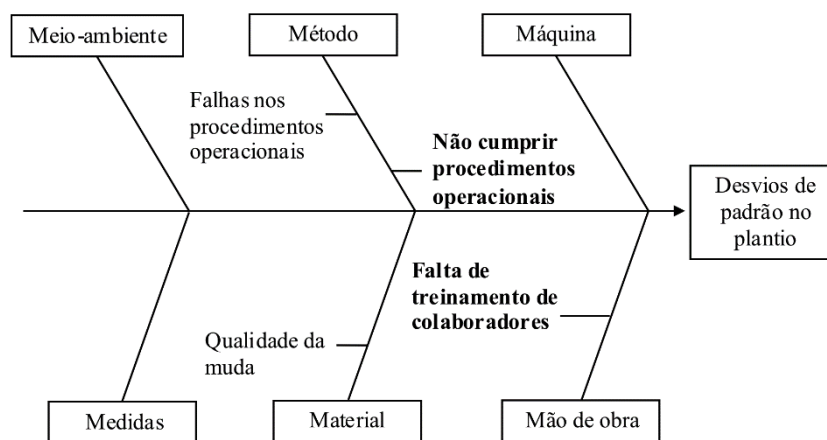 Meio-ambiente
Método
Máquina
Falhas nos
procedimentos
operacionais
Não cumprir
procedimentos
operacionais
Desvios de
padrão no
plantio
Falta de
treinamento de
colaboradores
Qualidade da
muda
Medidas
Material
Mão de obra